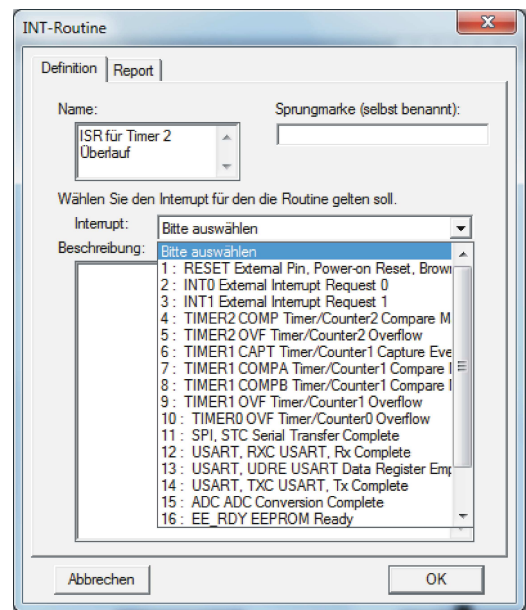 INT-Routine
Definition
Report
Name:
Sprungmarke (selbst benannt):
ISR für Timer 2
Überlauf
Wählen Sie den Interrupt für den die Routine gelten soll.
Interrupt:
Bitte auswählen
Beschreibung:
Bitte auswählen
1 : RESET External Pin, Power-on Reset, Brow
2 : INT0 External Interrupt Request 0
3 : INT1 External Interrupt Request 1
4 : TIMER2 COMP Timer/Counter2 Compare M
5 : TIMER2 OVF Timer/Counter2 Overflow
6 : TIMER1 CAPT Timer/Counter1 Capture Eve
7 : TIMER1 COMPA Timer/Counter1 Compare
8 : TIMER1 COMPB Timer/Counter1 Compare
9 : TIMER1 OVF Timer/Counter1 Overflow
10 : TIMER0 OVF Timer/Counter0 Overflow
11 : SPI, STC Serial Transfer Complete
12 : USART, RXC USART, Rx Complete
13 : USART, UDRE USART Data Register Emp
14 : USART, TXC USART, Tx Complete
15 : ADC ADC Conversion Complete
16 : EE_RDY EEPROM Ready
Abbrechen
OK